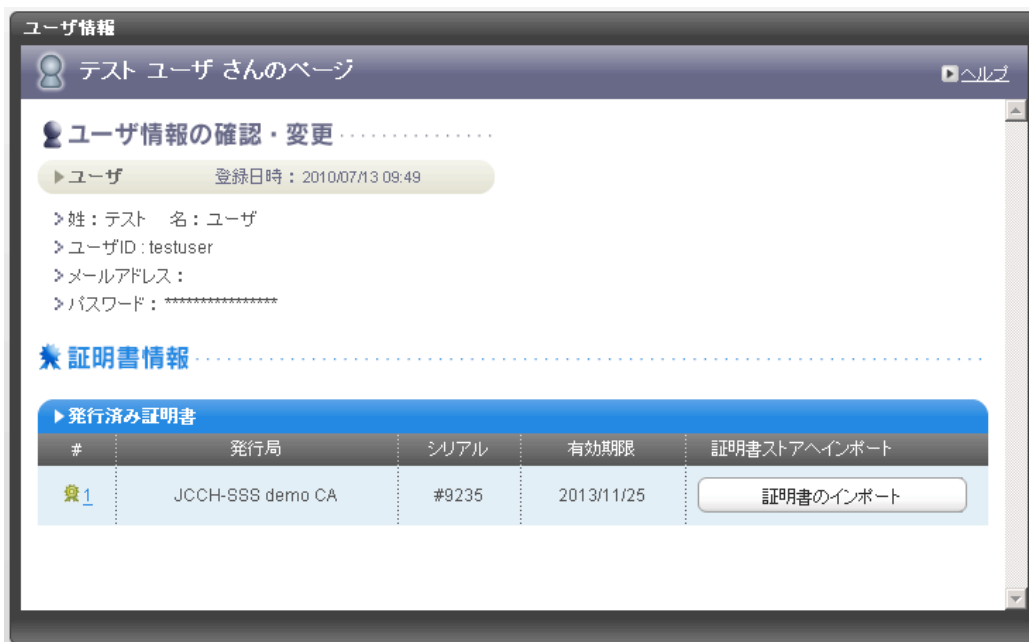 ユーザ情報
テスト ユーザ さんのページ
ヘルプ
ユーザ情報の確認・変更
ユーザ 登録日時：2010/07/13 09:49
姓：テスト 名：ユーザ
ユーザID : testuser
メールアドレス：
パスワード：****************
証明書情報
発行済み証明書
# 発行局 シリアル 有効期限 証明書ストアへインポート
1 JCCH-SSS demo CA #9235 2013/11/25 証明書のインポート